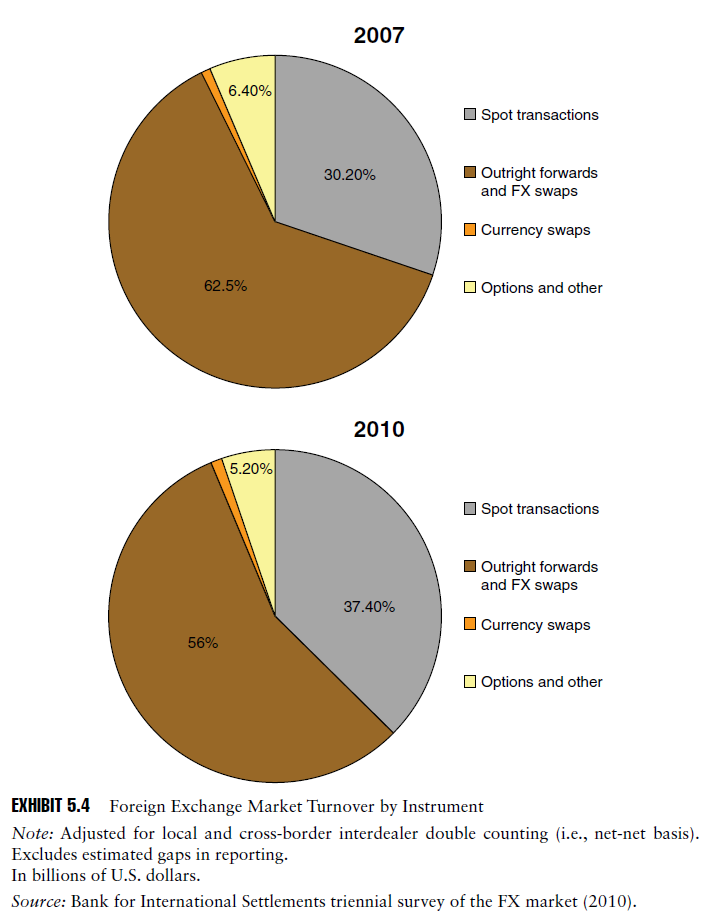 2007
6.40%
Spot transactions
30.20%
Outright forwards
and FX swaps
Currency swaps
62.5%
Options and other
2010
5.20%
Spot transactions
Outright forwards
and FX swaps
37.40%
Currency swaps
56%
Options and other
EXHIBIT 5.4 Foreign Exchange Market Turnover by Instrument
Note: Adjusted for local and cross-border interdealer double counting (i.e., net-net basis).
Excludes estimated gaps in reporting.
In billions of U.S. dollars.
Source: Bank for International Settlements triennial survey of the FX market (2010).